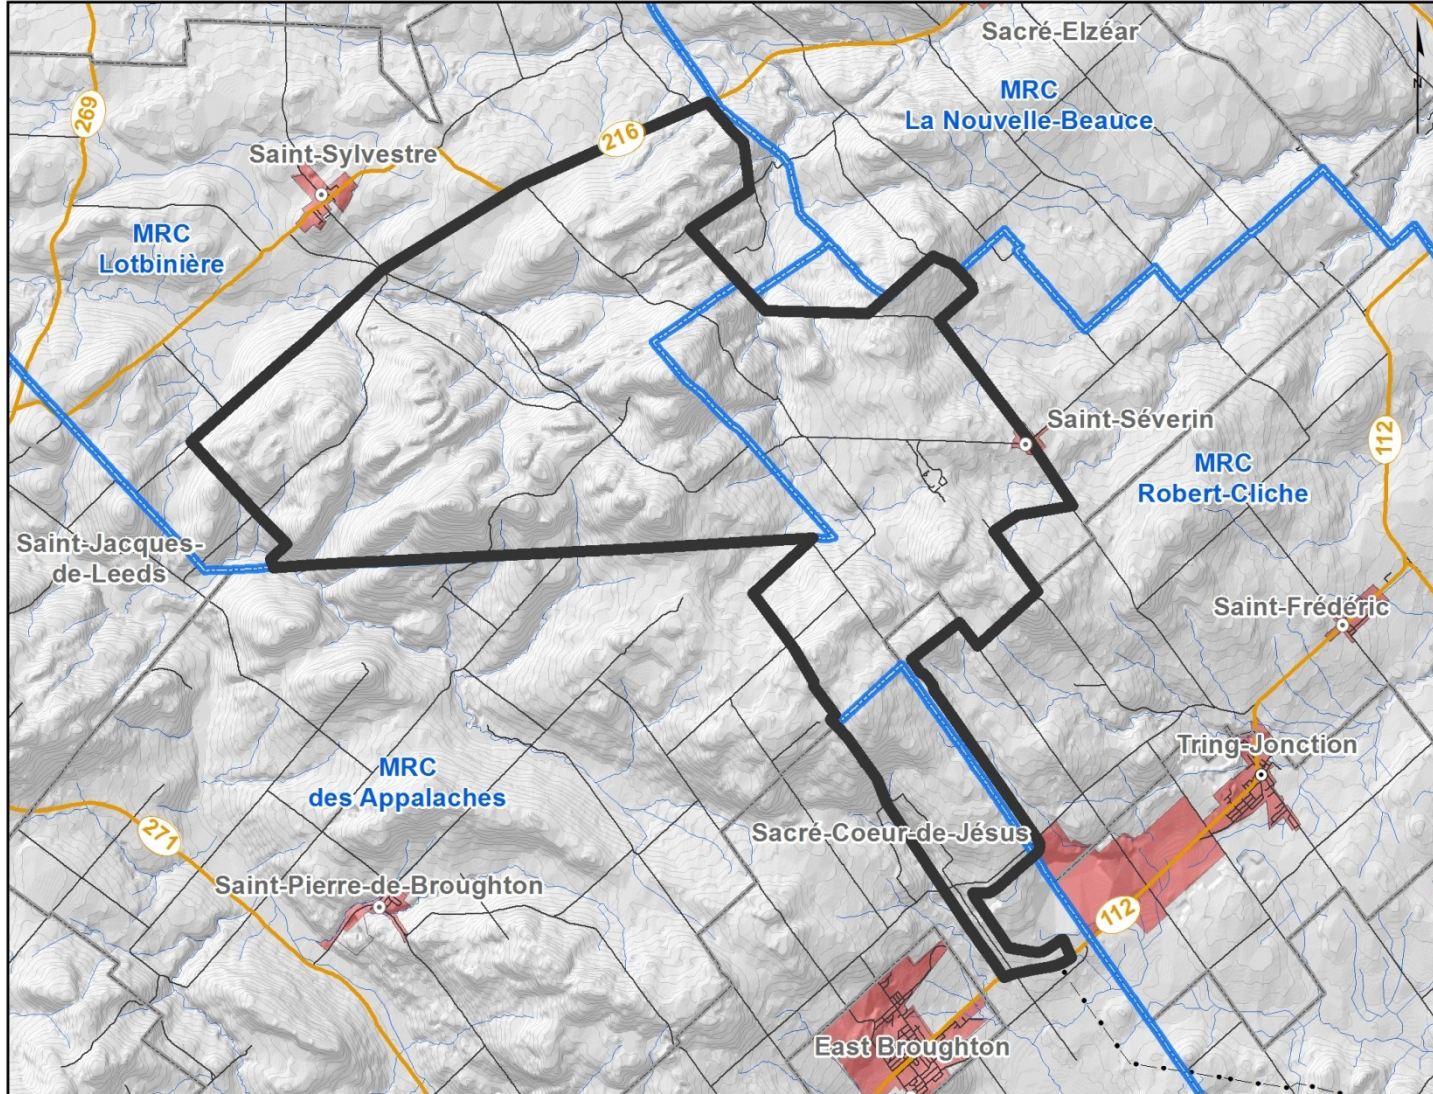 Sacré-Elzéar
MRC
La Nouvelle-Beauce
N
269
216
Saint-Sylvestre
MRC
Lotbinière
Saint-Séverin
112
MRC
Robert-Cliche
Saint-Jacques-
de-Leeds
Saint-Frédéric
Tring-Jonction
MRC
des Appalaches
271
Sacré-Coeur-de-Jésus
Saint-Pierre-de-Broughton
112
East Broughton